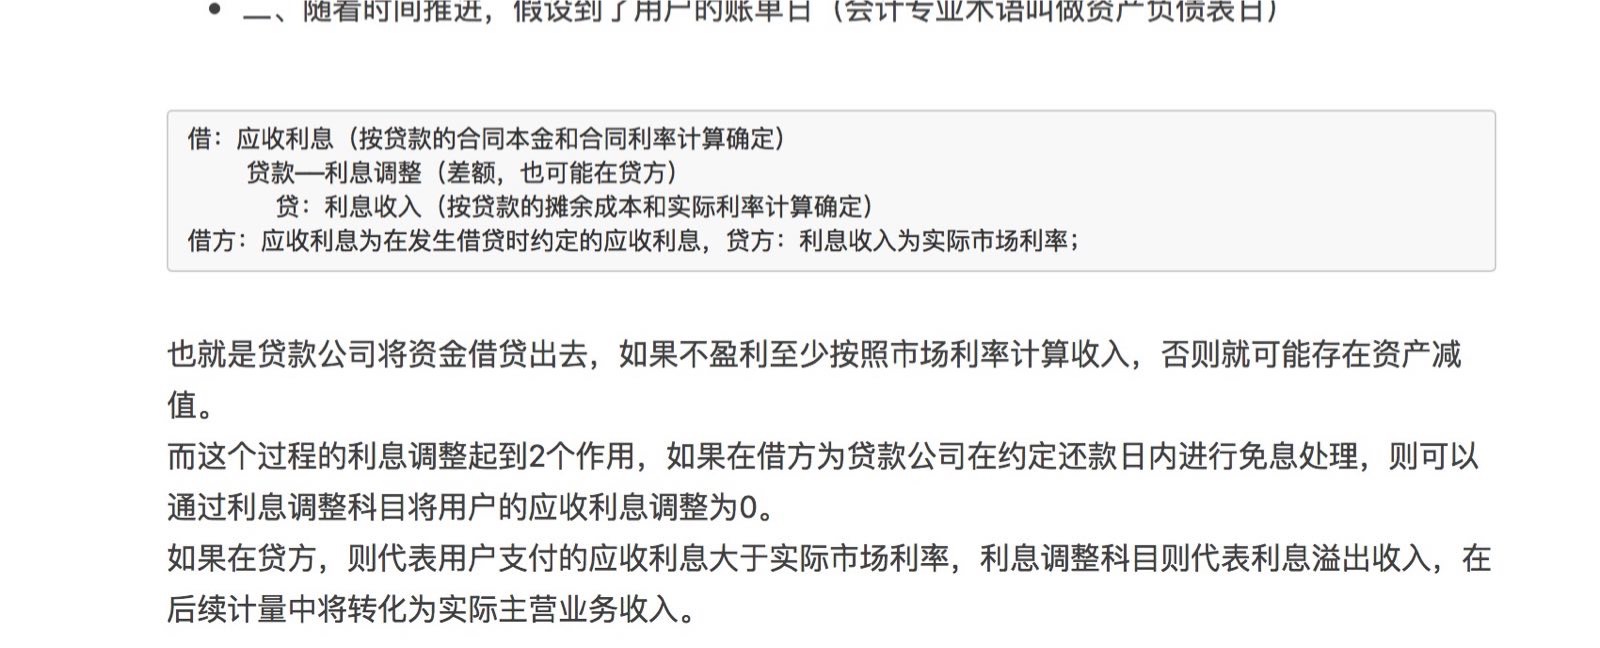 二、随着时间推进，假设到了用户的账单日（会计专业术语叫做资产负债表日）
借：应收利息（按贷款的合同本金和合同利率计算确定）
贷款—利息调整（差额，也可能在贷方）
贷：利息收入（按贷款的摊余成本和实际利率计算确定）
借方：应收利息为在发生借贷时约定的应收利息，贷方：利息收入为实际市场利率；
也就是贷款公司将资金借贷出去，如果不盈利至少按照市场利率计算收入，否则就可能存在资产减
值。
而这个过程的利息调整起到2个作用，如果在借方为贷款公司在约定还款日内进行免息处理，则可以
通过利息调整科目将用户的应收利息调整为0。
如果在贷方，则代表用户支付的应收利息大于实际市场利率，利息调整科目则代表利息溢出收入，在
后续计量中将转化为实际主营业务收入。